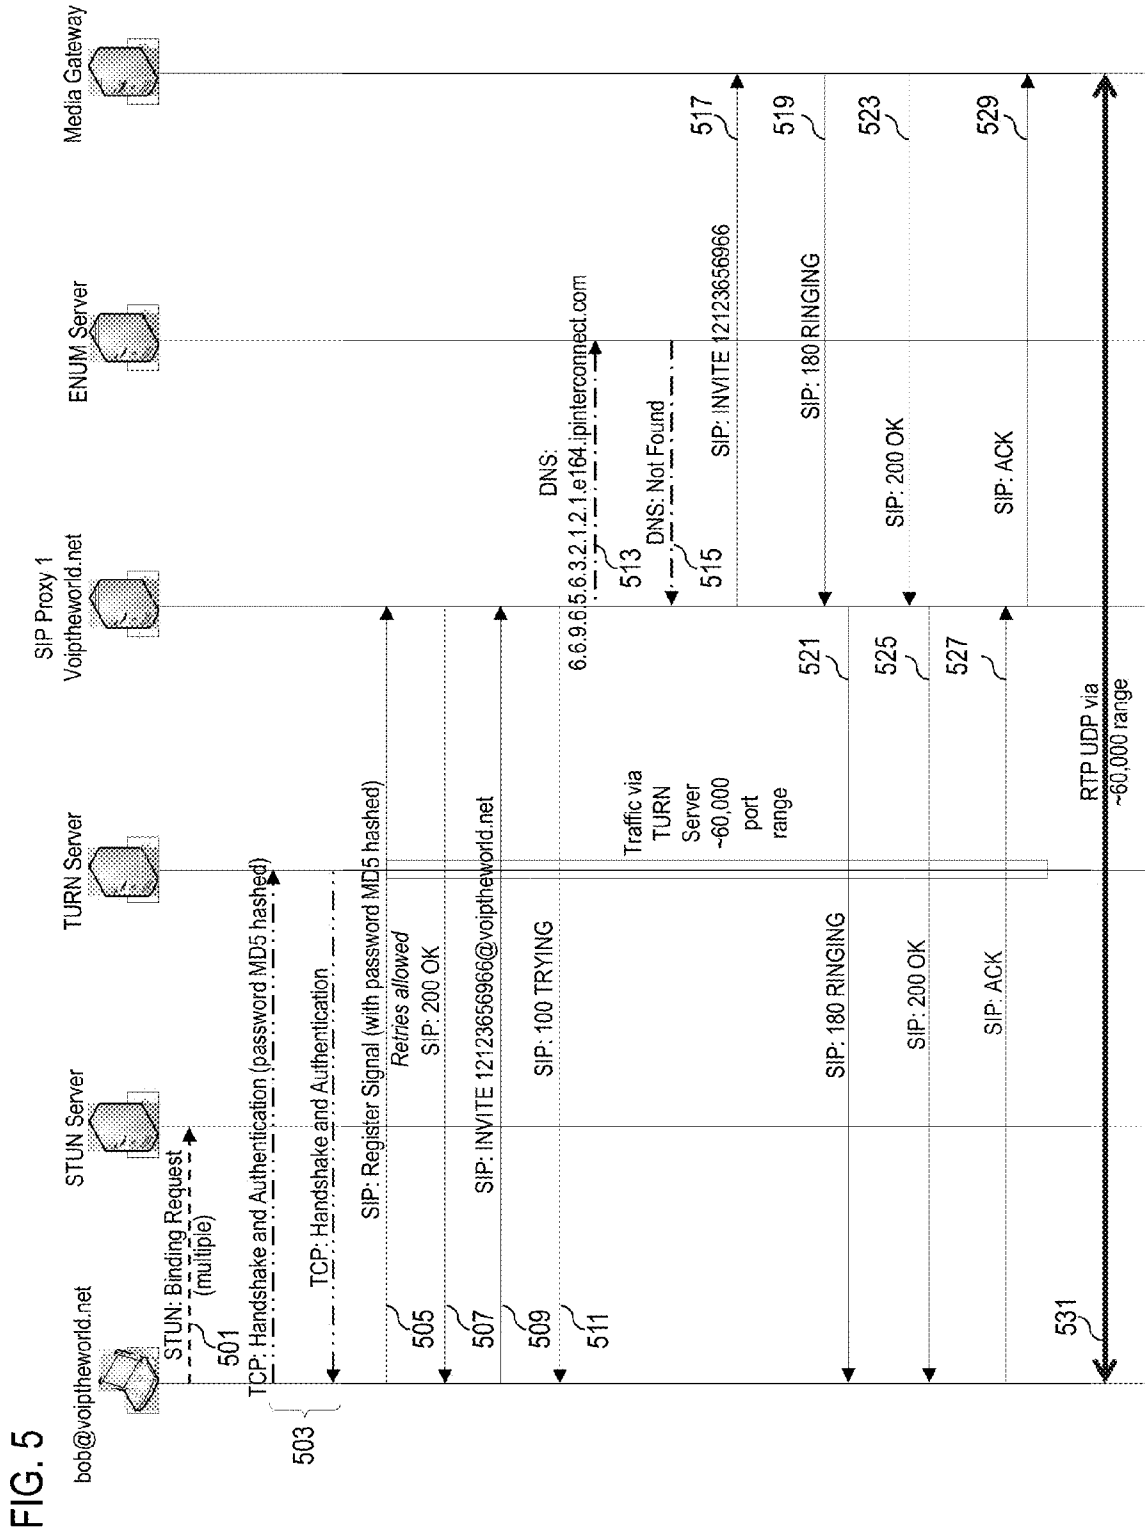 FIG. 5
bob@voiptheworld.net
STUN Server
TURN Server
SIP Proxy 1
Voiptheworld.net
ENUM Server
Media Gateway
STUN: Binding Request
(multiple)
501
TCP: Handshake and Authentication (password MD5 hashed)
503
TCP: Handshake and Authentication
SIP: Register Signal (with password MD5 hashed)
Retries allowed
505
SIP: 200 OK
507
SIP: INVITE 12123656966@voiptheworld.net
509
SIP: 100 TRYING
511
DNS:
6.6.9.6.5.6.3.2.1.2.1.e164.ipinterconnect.com
513
DNS: Not Found
515
Traffic via
TURN
Server
~60,000
port
range
SIP: INVITE 12123656966
517
SIP: 180 RINGING
519
SIP: 180 RINGING
521
SIP: 200 OK
523
SIP: 200 OK
525
SIP: ACK
527
SIP: ACK
529
RTP UDP via
~60,000 range
531